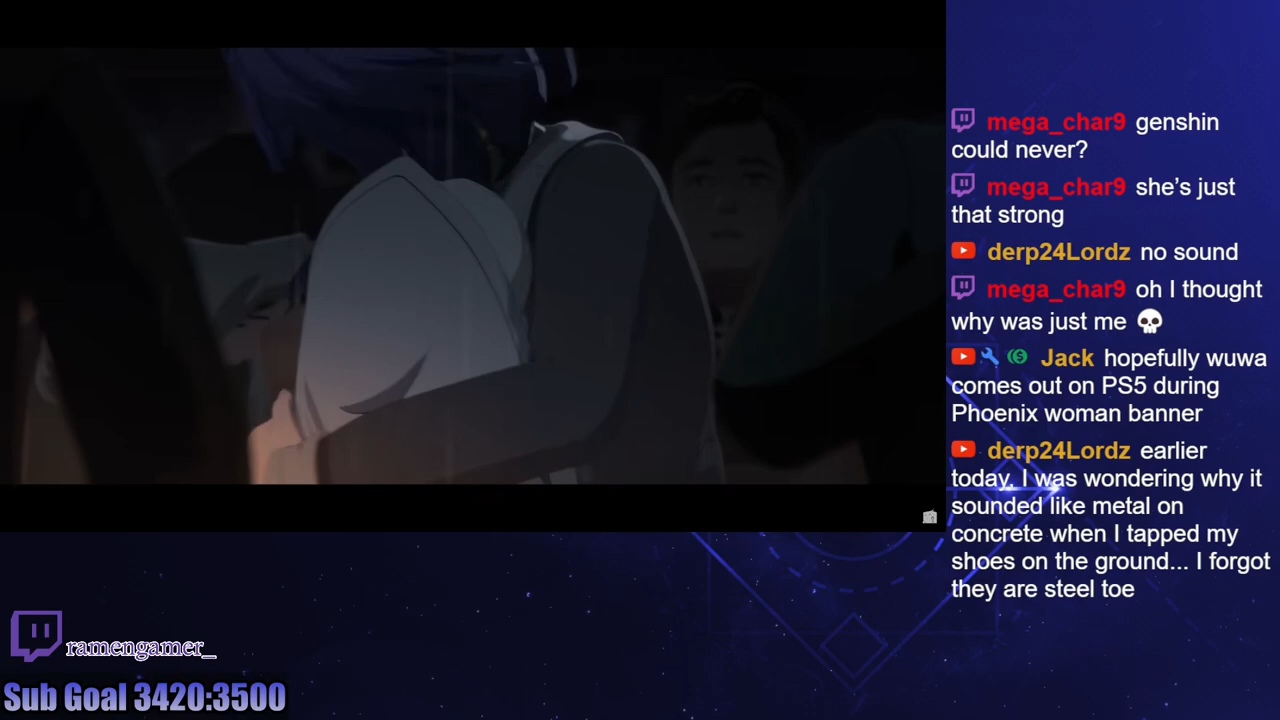 mega_char9 genshin
could never?
mega_char9 she's just
that strong
derp24Lordz no sound
mega_char9 oh I thought
why was just me 💀
Jack hopefully wuwa
comes out on PS5 during
Phoenix woman banner
derp24Lordz earlier
today, I was wondering why it
sounded like metal on
concrete when I tapped my
shoes on the ground... I forgot
they are steel toe
ramengamer_
Sub Goal 3420:3500